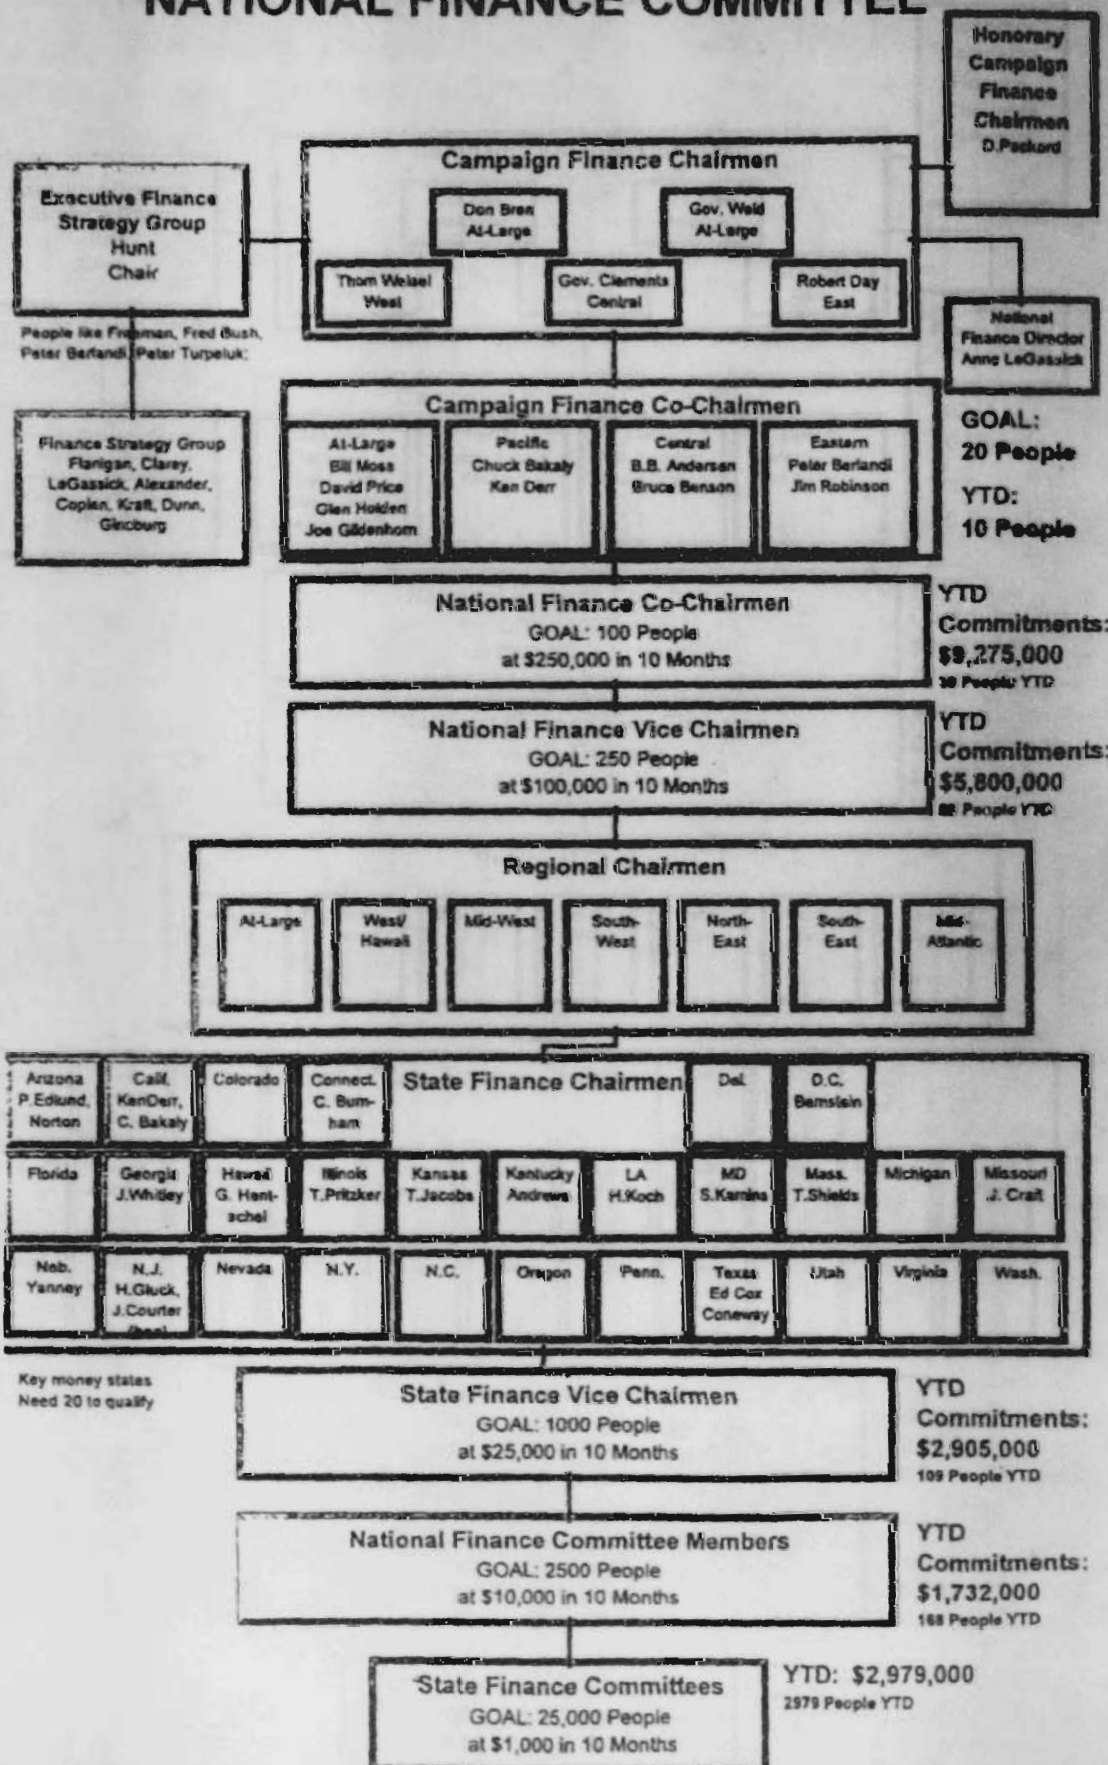 NATIONAL FINANCE COMMITTEE
Honorary
Campaign
Finance
Chairmen
D.Packard
Campaign Finance Chairmen
Don Bren
At-Large
Gov. Weld
At-Large
Thom Weisel
West
Gov. Clements
Central
Robert Day
East
Executive Finance
Strategy Group
Hunt
Chair
People like Freeman, Fred Bush,
Peter Berlandi, Peter Turpeluk;
National
Finance Director
Anne LeGassick
Finance Strategy Group
Flanigan, Clarey,
LeGassick, Alexander,
Coplen, Kraft, Dunn,
Campaign Finance Co-Chairmen
At-Large
Bill Moss
David Price
Glen Holden
Joe Gildenhorn
Pacific
Chuck Bakaly
Ken Derr
Central
B.B. Andersen
Bruce Benson
Eastern
Peter Berlandi
Jim Robinson
GOAL:
20 People
YTD:
10 People
National Finance Co-Chairmen
GOAL: 100 People
at $250,000 in 10 Months
YTD
Commitments:
$9,275,000
People YTD
National Finance Vice Chairmen
GOAL: 250 People
at $100,000 in 10 Months
YTD
Commitments:
$5,800,000
People YTD
Regional Chairmen
At-Large
West/
Hawaii
Mid-West
South-
West
North-
East
South-
East
Mid-
Atlantic
State Finance Chairmen
Arizona
P.Edlund,
Norton
Calif.
KenDerr,
C. Bakaly
Colorado
Connect.
C. Burn-
ham
Del.
D.C.
Bernstein
Florida
Georgia
J.Whitley
Hawaii
G. Hent-
schel
Illinois
T.Pritzker
Kansas
T.Jacobs
Kentucky
Andrews
LA
H.Koch
MD
S.Kamins
Mass.
T.Shields
Michigan
Missouri
J. Craft
Neb.
Yanney
N.J.
H.Gluck,
J.Courter
Nevada
N.Y.
N.C.
Oregon
Penn.
Texas
Ed Cox
Coneway
Utah
Virginia
Wash.
Key money states
Need 20 to qualify
State Finance Vice Chairmen
GOAL: 1000 People
at $25,000 in 10 Months
YTD
Commitments:
$2,905,000
109 People YTD
National Finance Committee Members
GOAL: 2500 People
at $10,000 in 10 Months
YTD
Commitments:
$1,732,000
168 People YTD
State Finance Committees
GOAL: 25,000 People
at $1,000 in 10 Months
YTD: $2,979,000
2979 People YTD